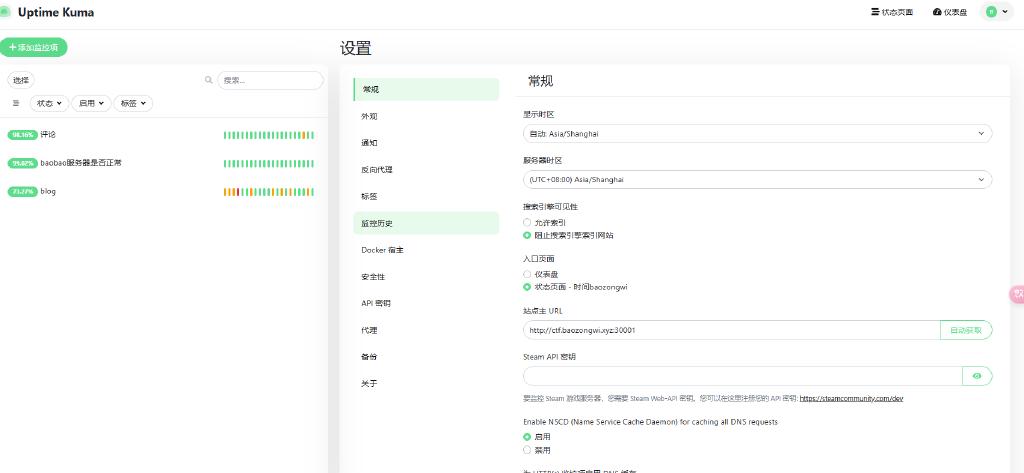 Uptime Kuma
状态页面
仪表盘
添加监控项
设置
选择
搜索...
状态
启用
标签
98.16% 评论
baobao服务器是否正常
73.27% blog
常规
外观
通知
反向代理
标签
监控历史
Docker 宿主
安全性
API 密钥
代理
备份
关于
常规
显示时区
自动: Asia/Shanghai
服务器时区
(UTC+08:00) Asia/Shanghai
搜索引擎可见性
允许索引
阻止搜索引擎索引网站
入口页面
仪表盘
状态页面 - 时间baozongwi
站点主 URL
http://ctf.baozongwi.xyz:30001
自动获取
Steam API 密钥
要监控 Steam 游戏服务器，您需要 Steam Web-API 密钥。您可以在这里注册您的 API 密钥: https://steamcommunity.com/dev
Enable NSCD (Name Service Cache Daemon) for caching all DNS requests
启用
禁用